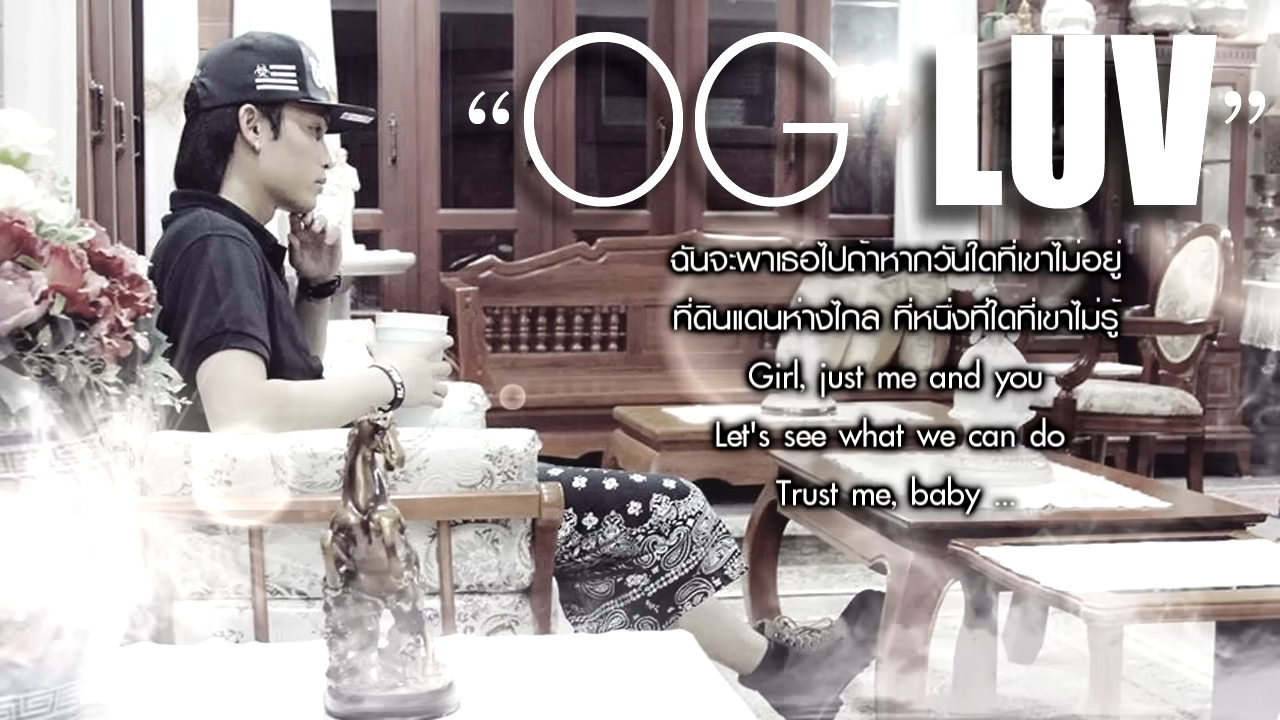 “OG LUV”
ฉันจะพาเธอไปถ้าหากวันใดที่เขาไม่อยู่
ที่ดินแดนห่างไกล ที่หนึ่งที่ใดที่เขาไม่รู้
Girl, just me and you
Let's see what we can do
Trust me, baby ...